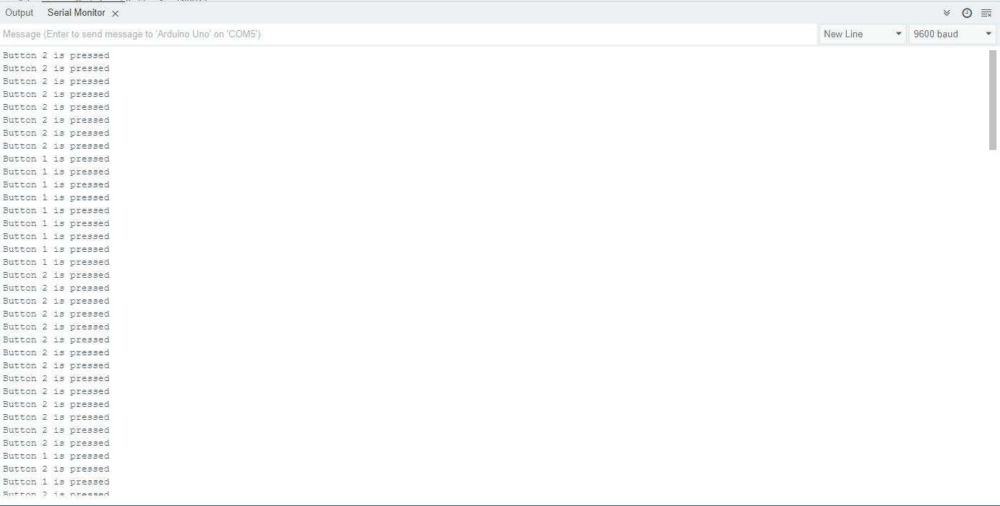 Output Serial Monitor
Message (Enter to send message to 'Arduino Uno' on 'COM5') New Line 9600 baud
Button 2 is pressed
Button 2 is pressed
Button 2 is pressed
Button 2 is pressed
Button 2 is pressed
Button 2 is pressed
Button 2 is pressed
Button 2 is pressed
Button 1 is pressed
Button 1 is pressed
Button 1 is pressed
Button 1 is pressed
Button 1 is pressed
Button 1 is pressed
Button 1 is pressed
Button 1 is pressed
Button 1 is pressed
Button 2 is pressed
Button 2 is pressed
Button 2 is pressed
Button 2 is pressed
Button 2 is pressed
Button 2 is pressed
Button 2 is pressed
Button 2 is pressed
Button 2 is pressed
Button 2 is pressed
Button 2 is pressed
Button 2 is pressed
Button 2 is pressed
Button 2 is pressed
Button 1 is pressed
Button 2 is pressed
Button 1 is pressed
Button 2 is pressed